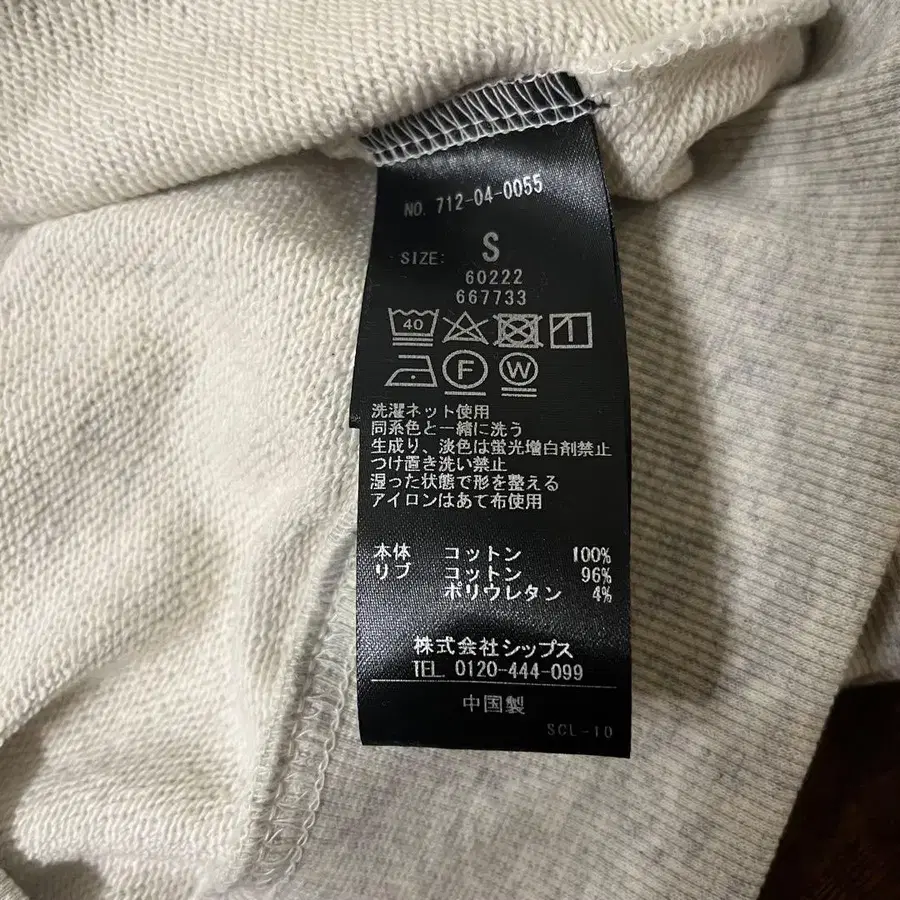 NO. 712-04-0055
SIZE: S
60222
667733
40
F W
洗濯ネット使用
同系色と一緒に洗う
生成り、淡色は蛍光増白剤禁止
つけ置き洗い禁止
湿った状態で形を整える
アイロンはあて布使用
本体 コットン 100%
リブ コットン 96%
ポリウレタン 4%
株式会社シップス
TEL. 0120-444-099
中国製
SCL-10